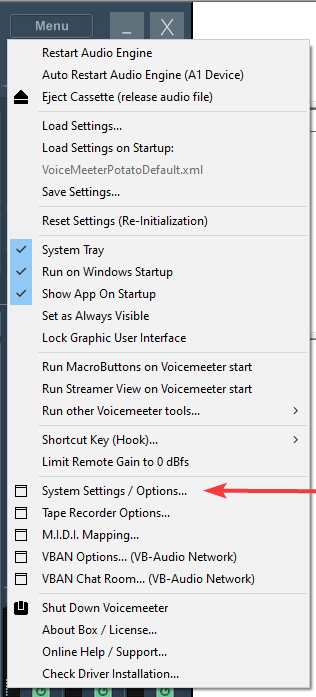 Menu
_
X
Restart Audio Engine
Auto Restart Audio Engine (A1 Device)
Eject Cassette (release audio file)
Load Settings...
Load Settings on Startup:
VoiceMeeterPotatoDefault.xml
Save Settings...
Reset Settings (Re-Initialization)
System Tray
Run on Windows Startup
Show App On Startup
Set as Always Visible
Lock Graphic User Interface
Run MacroButtons on Voicemeeter start
Run Streamer View on Voicemeeter start
Run other Voicemeeter tools...
Shortcut Key (Hook)...
Limit Remote Gain to 0 dBfs
System Settings / Options...
Tape Recorder Options...
M.I.D.I. Mapping...
VBAN Options... (VB-Audio Network)
VBAN Chat Room... (VB-Audio Network)
Shut Down Voicemeeter
About Box / License...
Online Help / Support...
Check Driver Installation...